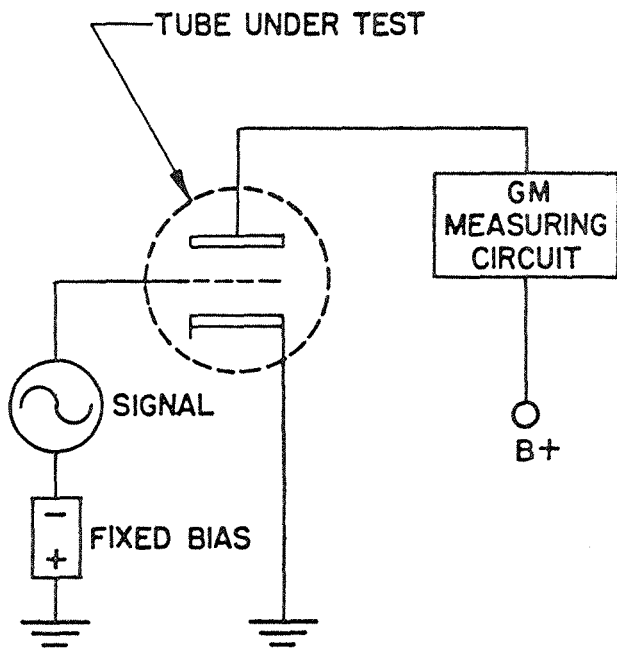 TUBE UNDER TEST
GM
MEASURING
CIRCUIT
SIGNAL
B+
-
FIXED BIAS
+